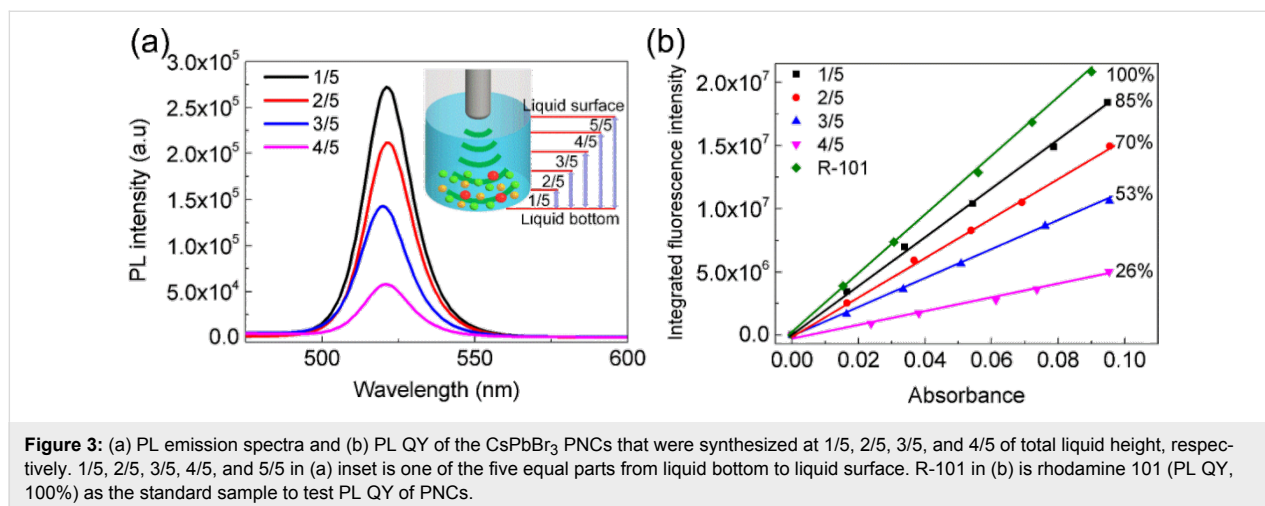 (a)
3.0x10⁵
2.5x10⁵
2.0x10⁵
1.5x10⁵
1.0x10⁵
5.0x10⁴
0.0
PL intensity (a.u)
1/5
2/5
3/5
4/5
Liquid surface
5/5
4/5
3/5
2/5
1/5
Liquid bottom
500
550
600
Wavelength (nm)
(b)
2.0x10⁷
1.5x10⁷
1.0x10⁷
5.0x10⁶
0.0
Integrated fluorescence intensity
1/5
2/5
3/5
4/5
R-101
100%
85%
70%
53%
26%
0.00
0.02
0.04
0.06
0.08
0.10
Absorbance
Figure 3: (a) PL emission spectra and (b) PL QY of the CsPbBr₃ PNCs that were synthesized at 1/5, 2/5, 3/5, and 4/5 of total liquid height, respec-
tively. 1/5, 2/5, 3/5, 4/5, and 5/5 in (a) inset is one of the five equal parts from liquid bottom to liquid surface. R-101 in (b) is rhodamine 101 (PL QY,
100%) as the standard sample to test PL QY of PNCs.